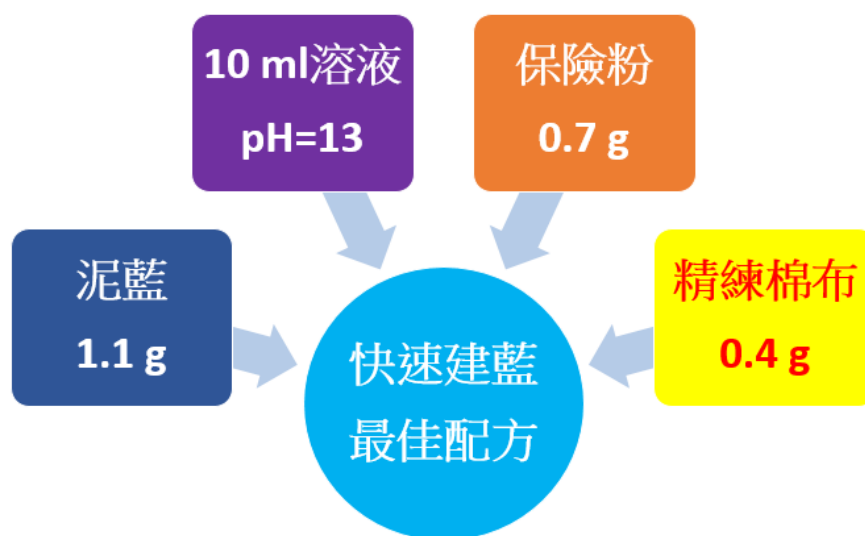 10 ml溶液
pH=13
保險粉
0.7 g
泥藍
1.1 g
精練棉布
0.4 g
快速建藍
最佳配方